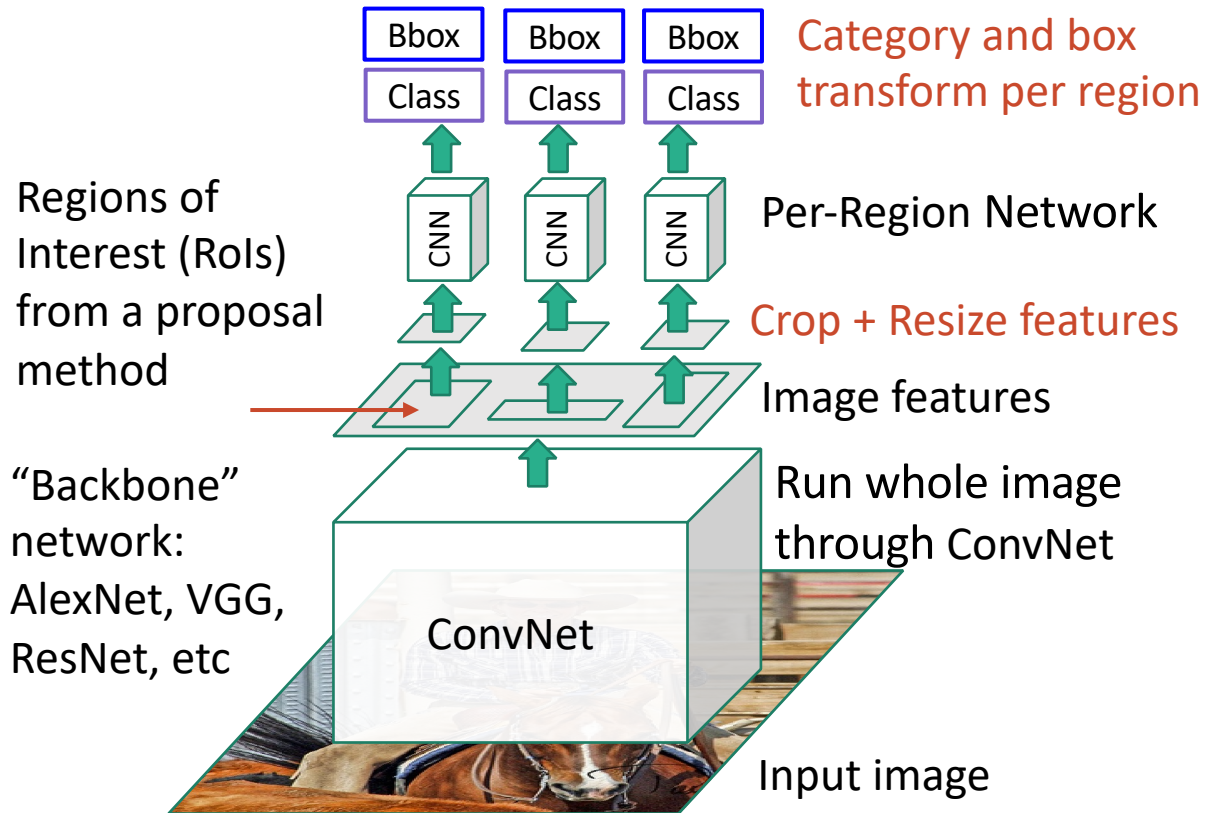 Bbox
Bbox
Bbox
Category and box
transform per region
Class
Class
Class
Regions of
Interest (RoIs)
from a proposal
method
CNN
CNN
CNN
Per-Region Network
Crop + Resize features
Image features
“Backbone”
network:
AlexNet, VGG,
ResNet, etc
Run whole image
through ConvNet
ConvNet
Input image